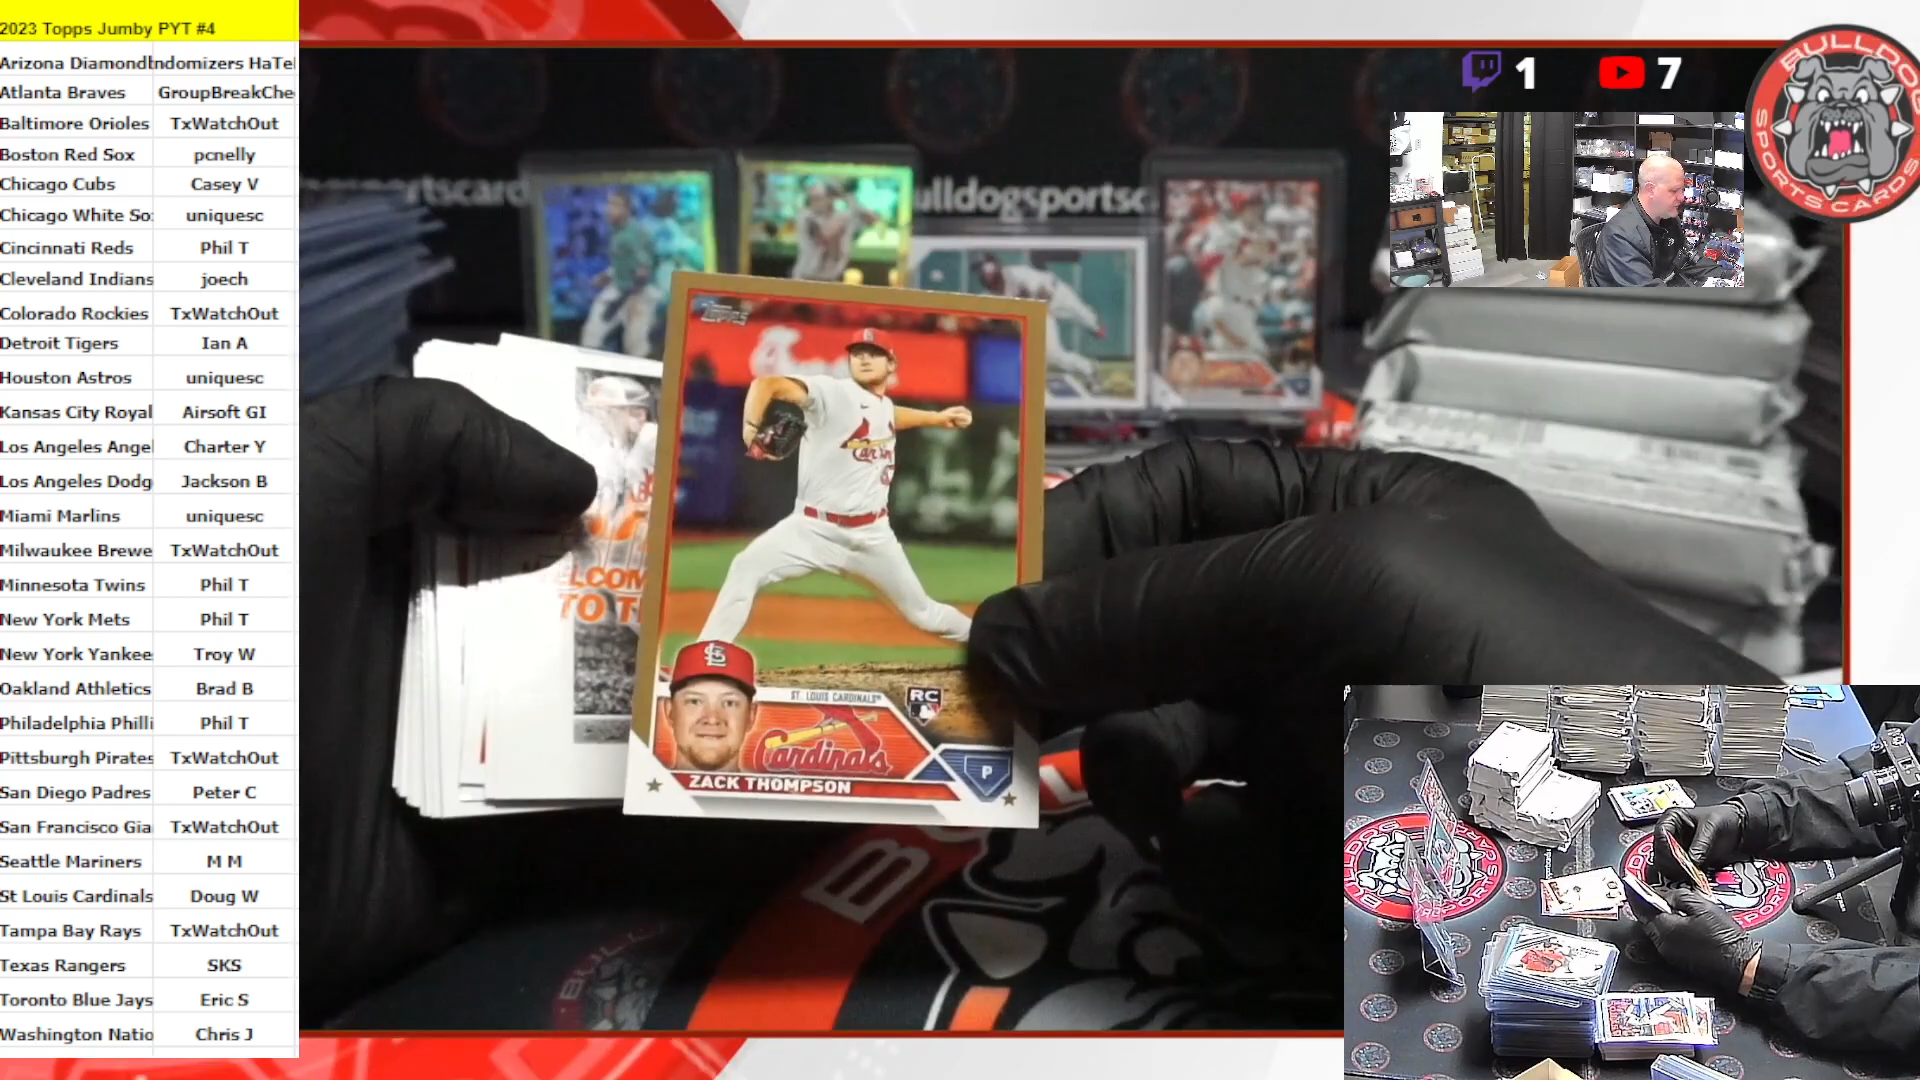 2023 Topps Jumby PYT #4
Arizona Diamondb ndomizers HaTe
Atlanta Braves GroupBreakChe
Baltimore Orioles TxWatchOut
Boston Red Sox pcnelly
Chicago Cubs Casey V
Chicago White So uniquesc
Cincinnati Reds Phil T
Cleveland Indians joech
Colorado Rockies TxWatchOut
Detroit Tigers Ian A
Houston Astros uniquesc
Kansas City Royal Airsoft GI
Los Angeles Angel Charter Y
Los Angeles Dodg Jackson B
Miami Marlins uniquesc
Milwaukee Brewe TxWatchOut
Minnesota Twins Phil T
New York Mets Phil T
New York Yankee Troy W
Oakland Athletics Brad B
Philadelphia Philli Phil T
Pittsburgh Pirates TxWatchOut
San Diego Padres Peter C
San Francisco Gia TxWatchOut
Seattle Mariners M M
St Louis Cardinals Doug W
Tampa Bay Rays TxWatchOut
Texas Rangers SKS
Toronto Blue Jays Eric S
Washington Natio Chris J
1 7
BULLDOG
SPORTS CARDS
rtscard
ulldogsportsc
TOPPS
ELCOM
TO T
ST. LOUIS CARDINALS
RC
Cardinals
P
ZACK THOMPSON